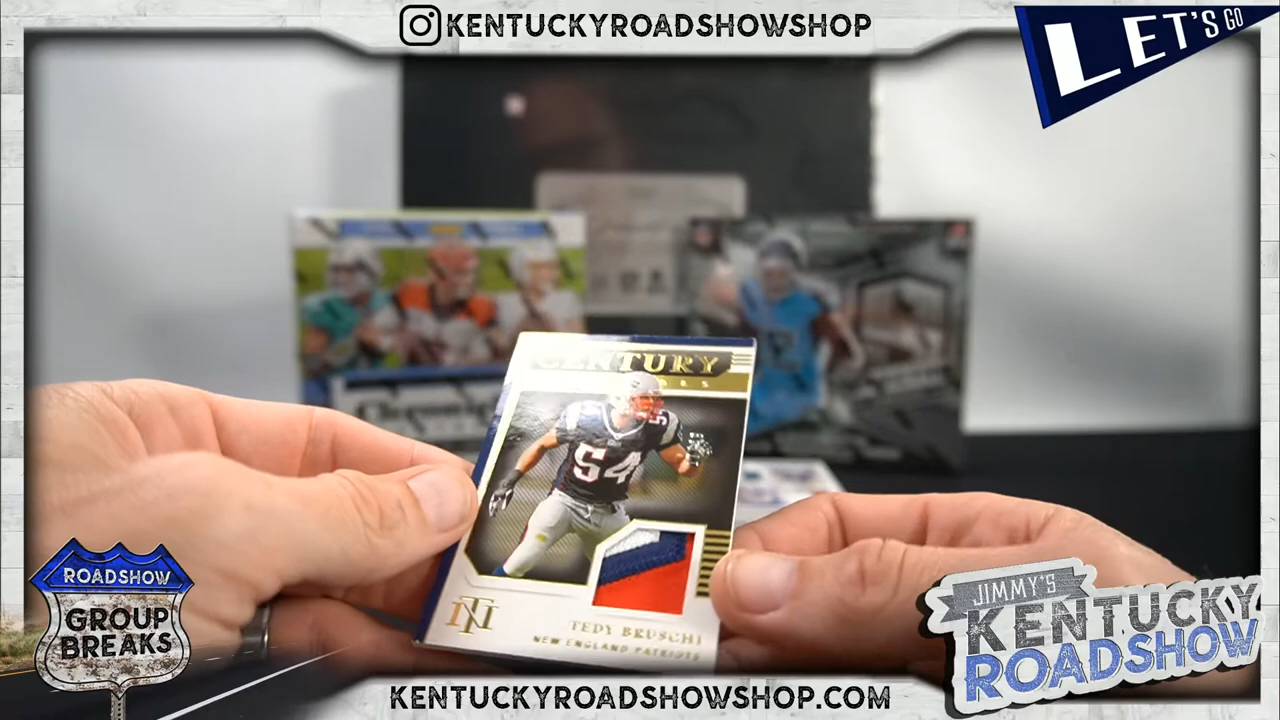 KENTUCKYROADSHOWSHOP
LET'S GO
CENTURY
54
54
NT
TEDY BRUSCHI
NEW ENGLAND PATRIOTS
ROADSHOW
GROUP
BREAKS
JIMMY'S
KENTUCKY
ROADSHOW
KENTUCKYROADSHOWSHOP.COM